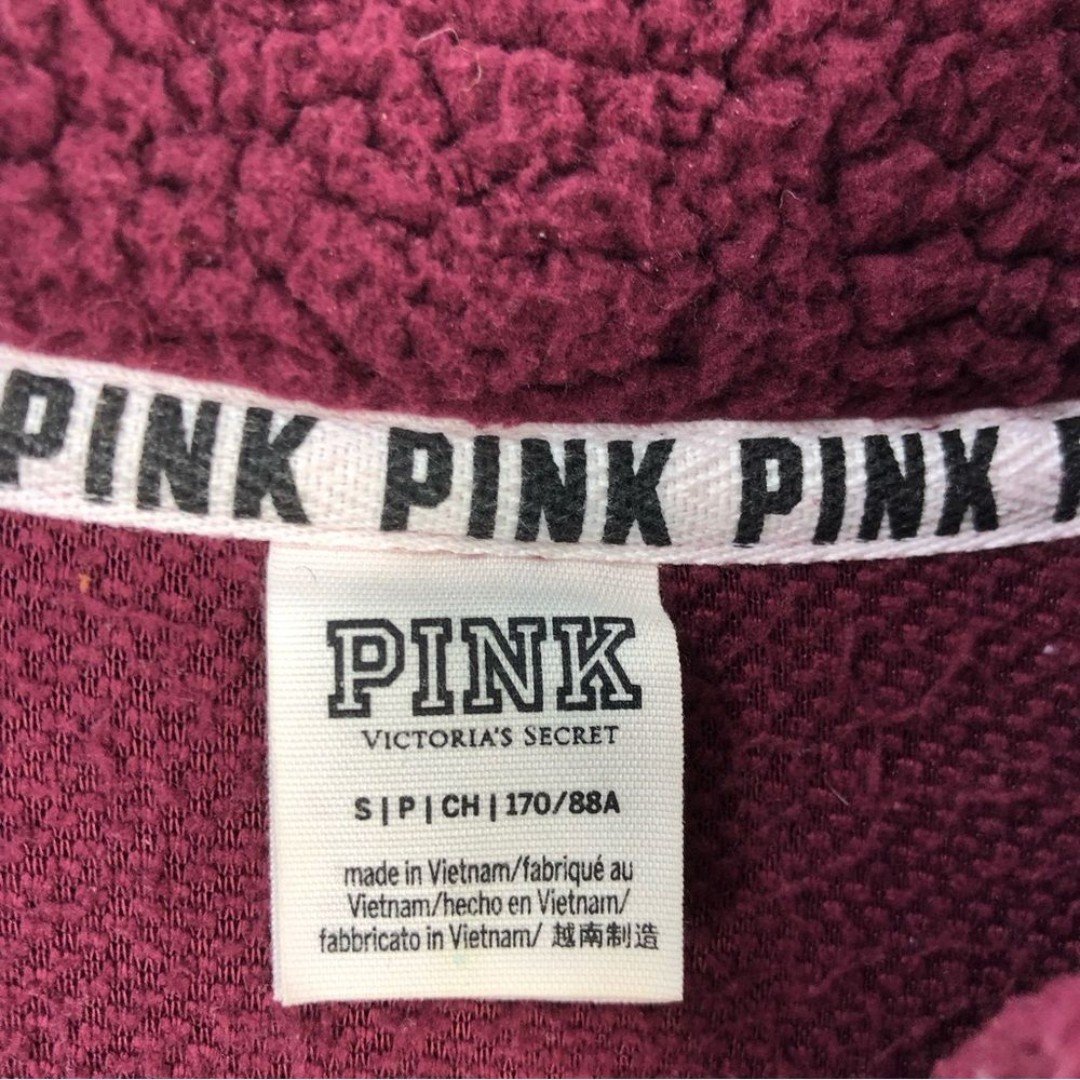 PINK PINK PINK
PINK
VICTORIA'S SECRET
S | P | CH | 170/88A
made in Vietnam/fabriqué au
Vietnam/hecho en Vietnam/
fabbricato in Vietnam/ 越南制造